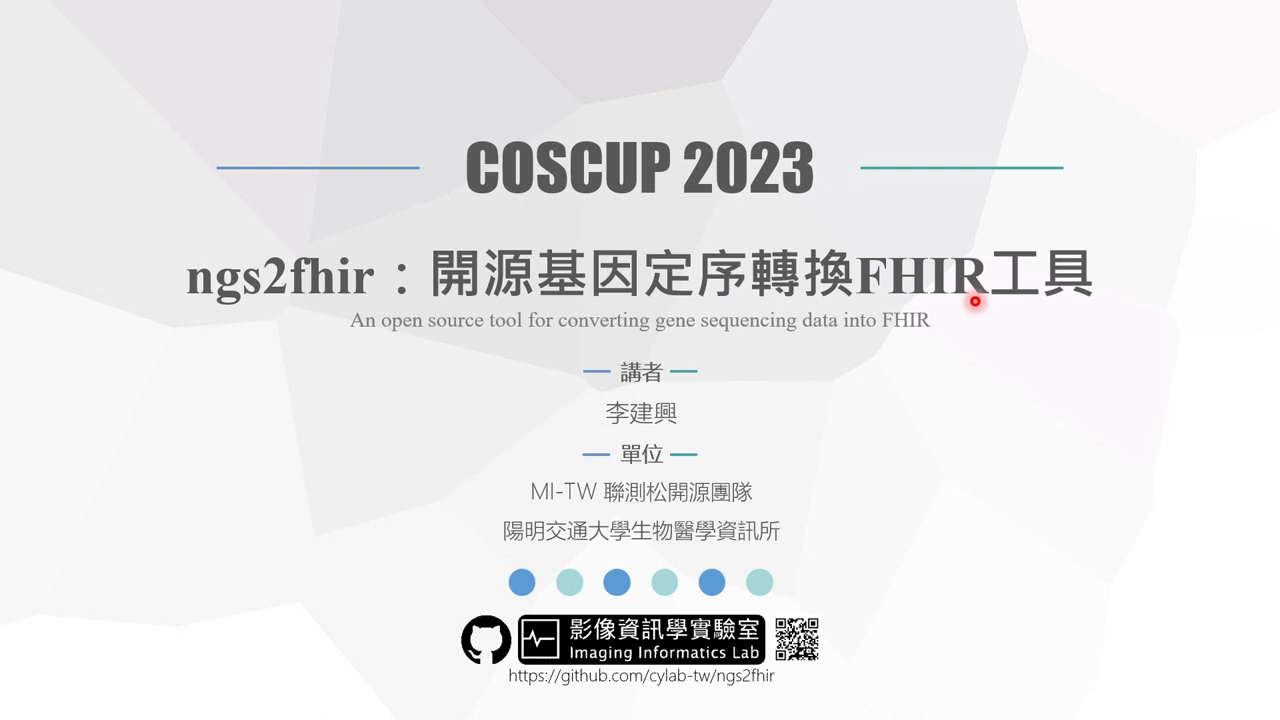 COSCUP 2023
ngs2fhir：開源基因定序轉換FHIR工具
An open source tool for converting gene sequencing data into FHIR
講者
李建興
單位
MI-TW 聯測松開源團隊
陽明交通大學生物醫學資訊所
影像資訊學實驗室
Imaging Informatics Lab
https://github.com/cylab-tw/ngs2fhir